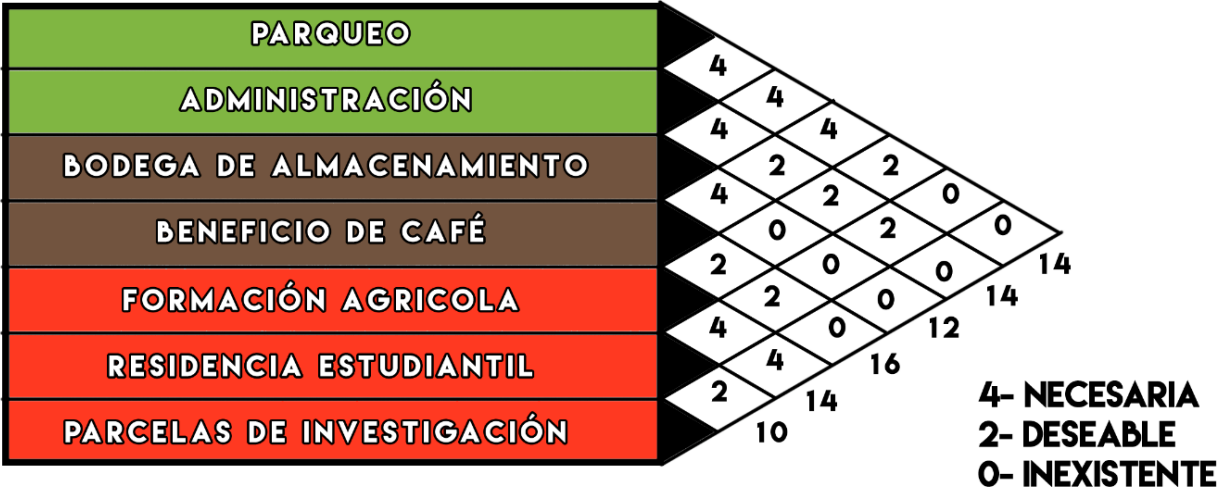 PARQUEO
4
ADMINISTRACIÓN 4
4 4
BODEGA DE ALMACENAMIENTO 2 2
4 2 0
BENEFICIO DE CAFÉ 0 2 0
2 0 0 14
FORMACIÓN AGRICOLA 2 0 14
4 0 12
RESIDENCIA ESTUDIANTIL 4 16
2 14
PARCELAS DE INVESTIGACIÓN 10
4- NECESARIA
2- DESEABLE
0- INEXISTENTE